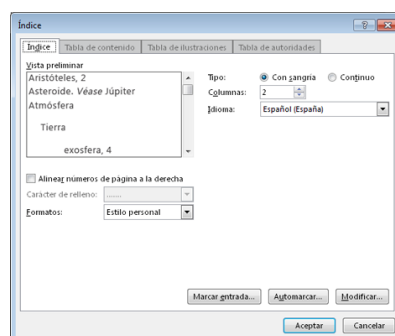 Índice
Índice Tabla de contenido Tabla de ilustraciones Tabla de autoridades
Vista preliminar
Aristóteles, 2
Asteroide. Véase Júpiter
Atmósfera
Tierra
exosfera, 4
Tipo: Con sangría Continuo
Columnas: 2
Idioma: Español (España)
Alinear números de página a la derecha
Carácter de relleno: .......
Formatos: Estilo personal
Marcar entrada... Automarcar... Modificar...
Aceptar Cancelar